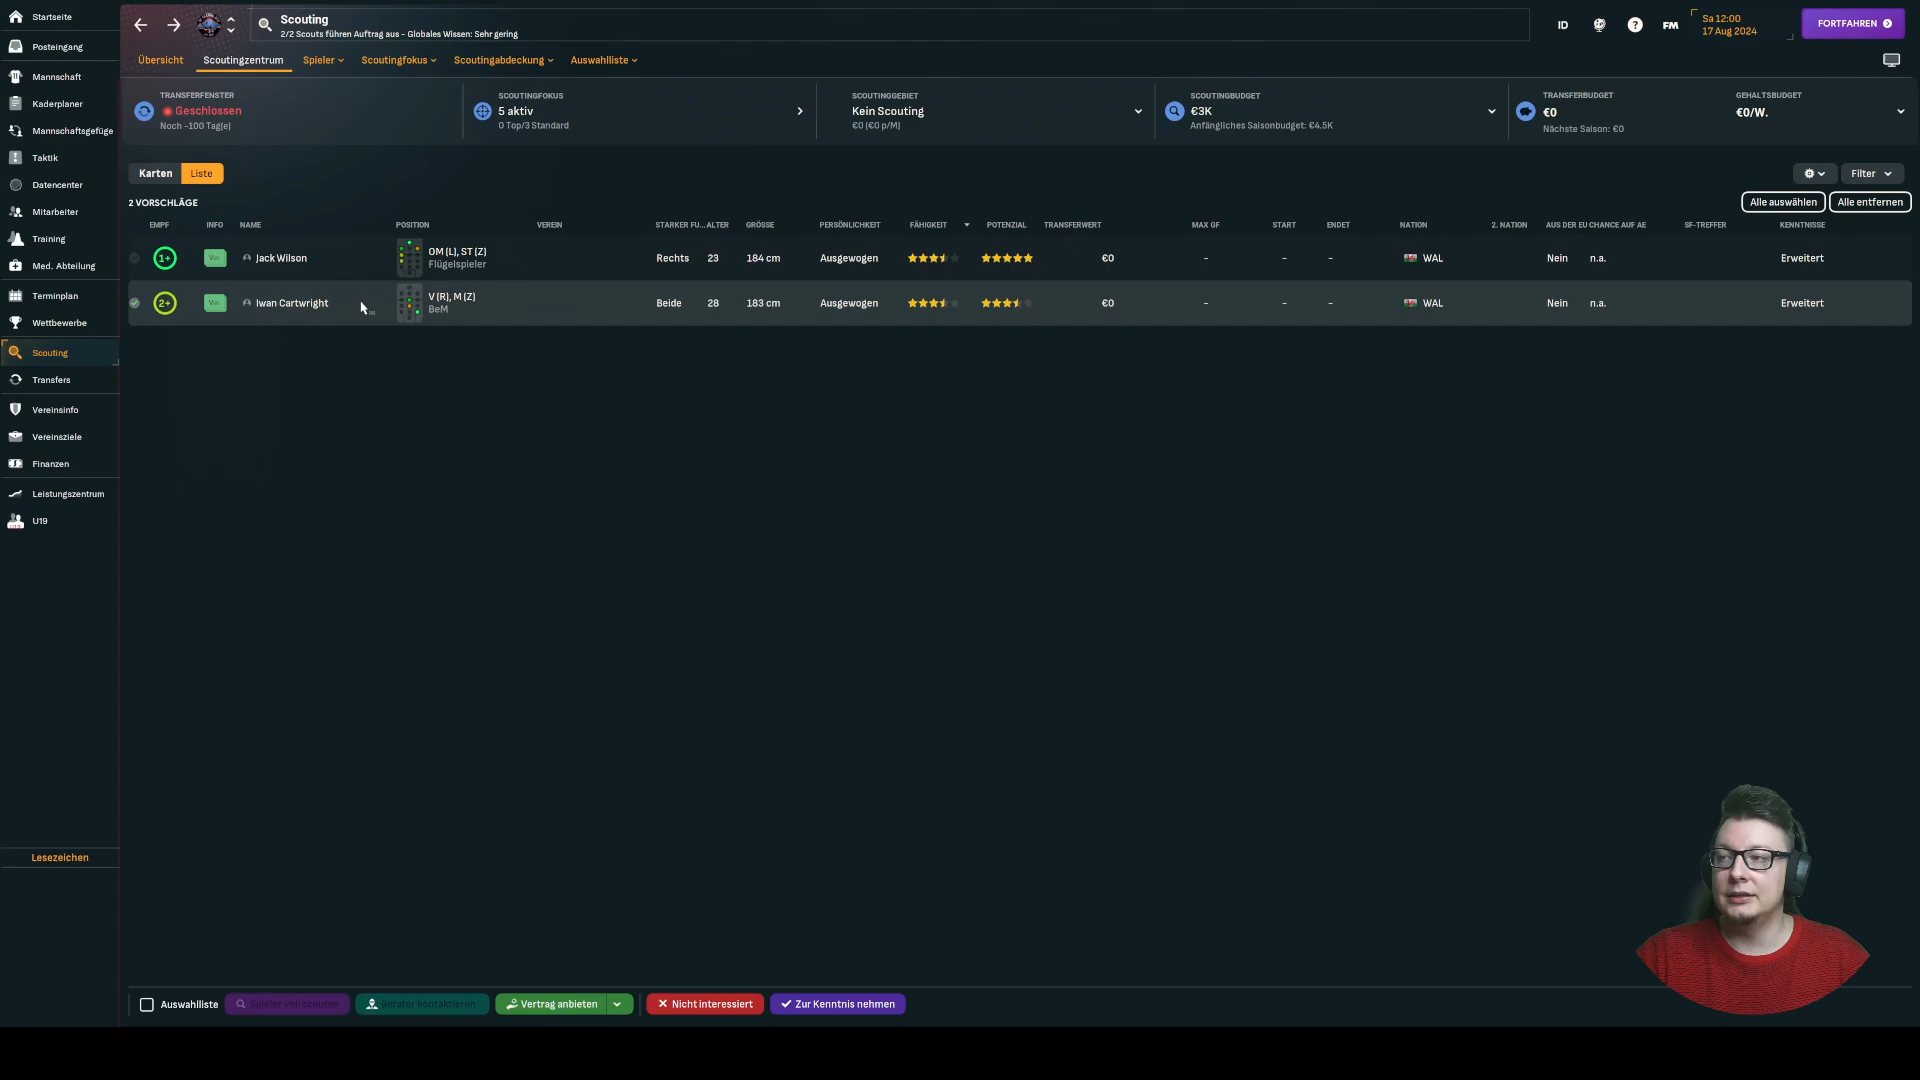 Startseite
Posteingang
Mannschaft
Kaderplaner
Mannschaftsgefüge
Taktik
Datencenter
Mitarbeiter
Training
Med. Abteilung
Terminplan
Wettbewerbe
Scouting
Transfers
Vereinsinfo
Vereinsziele
Finanzen
Leistungszentrum
U19
Lesezeichen
Scouting
2/2 Scouts führen Auftrag aus - Globales Wissen: Sehr gering
ID
?
FM
Sa 12:00
17 Aug 2024
FORTFAHREN
Übersicht Scoutingzentrum Spieler Scoutingfokus Scoutingabdeckung Auswahlliste
TRANSFERFENSTER
Geschlossen
Noch -100 Tag(e)
SCOUTINGFOKUS
5 aktiv
0 Top/3 Standard
SCOUTINGGEBIET
Kein Scouting
€0 (€0 p/M)
SCOUTINGBUDGET
€3K
Anfängliches Saisonbudget: €4.5K
TRANSFERBUDGET
€0
Nächste Saison: €0
GEHALTSBUDGET
€0/W.
Karten Liste
Filter
2 VORSCHLÄGE
Alle auswählen Alle entfernen
EMPF INFO NAME POSITION VEREIN STARKER FU... ALTER GRÖSSE PERSÖNLICHKEIT FÄHIGKEIT POTENZIAL TRANSFERWERT MAX GF START ENDET NATION 2. NATION AUS DER EU CHANCE AUF AE SF-TREFFER KENNTNISSE
1+ Vin Jack Wilson OM (L), ST (Z) Rechts 23 184 cm Ausgewogen €0 - - - WAL Nein n.a. Erweitert
Flügelspieler
2+ Vin Iwan Cartwright V (R), M (Z) Beide 28 183 cm Ausgewogen €0 - - - WAL Nein n.a. Erweitert
BeM
Auswahlliste Spieler voll scouten Berater kontaktieren Vertrag anbieten Nicht interessiert Zur Kenntnis nehmen